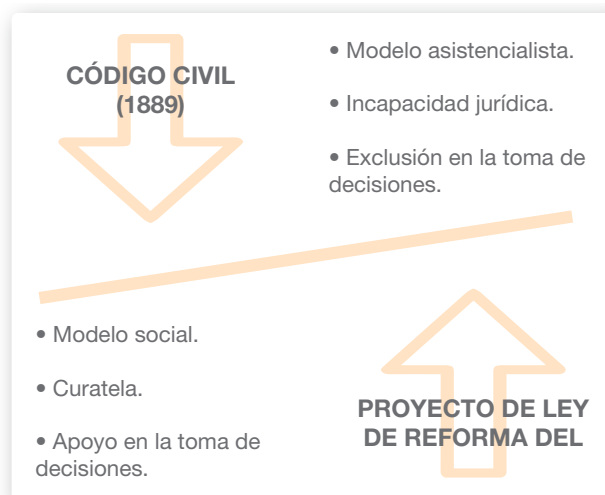 CÓDIGO CIVIL
(1889)
• Modelo asistencialista.
• Incapacidad jurídica.
• Exclusión en la toma de
decisiones.
• Modelo social.
• Curatela.
• Apoyo en la toma de
decisiones.
PROYECTO DE LEY
DE REFORMA DEL